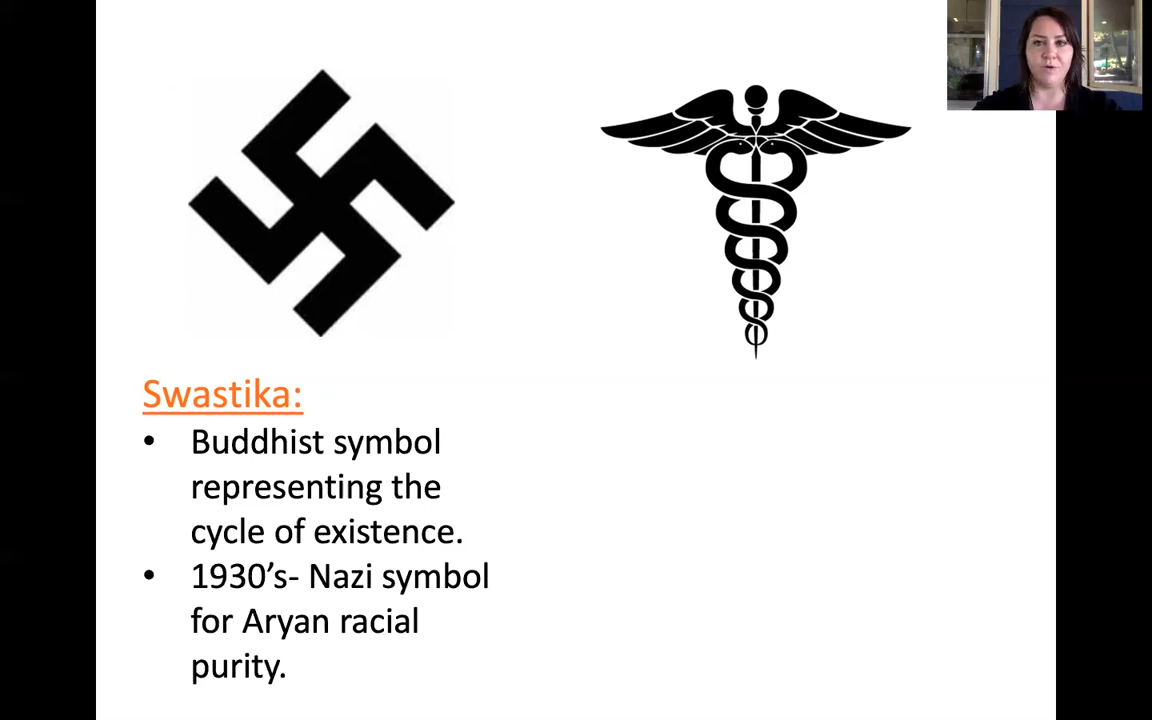 Swastika:
• Buddhist symbol
representing the
cycle of existence.
• 1930’s- Nazi symbol
for Aryan racial
purity.